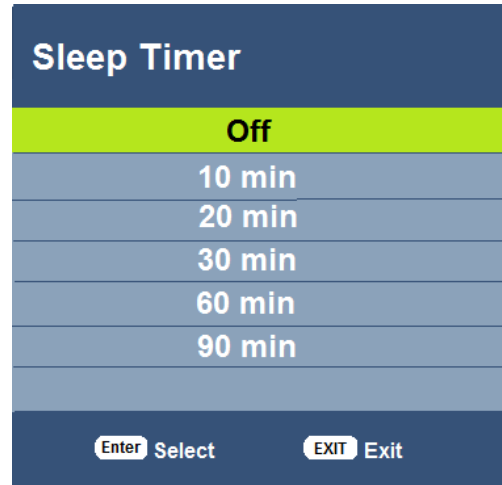 Sleep Timer
Off
10 min
20 min
30 min
60 min
90 min
Enter Select EXIT Exit